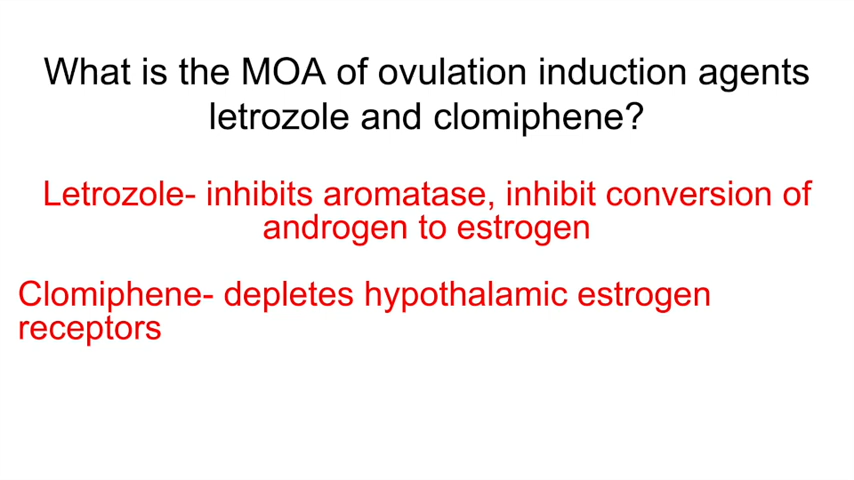 What is the MOA of ovulation induction agents
letrozole and clomiphene?
Letrozole- inhibits aromatase, inhibit conversion of
androgen to estrogen
Clomiphene- depletes hypothalamic estrogen
receptors